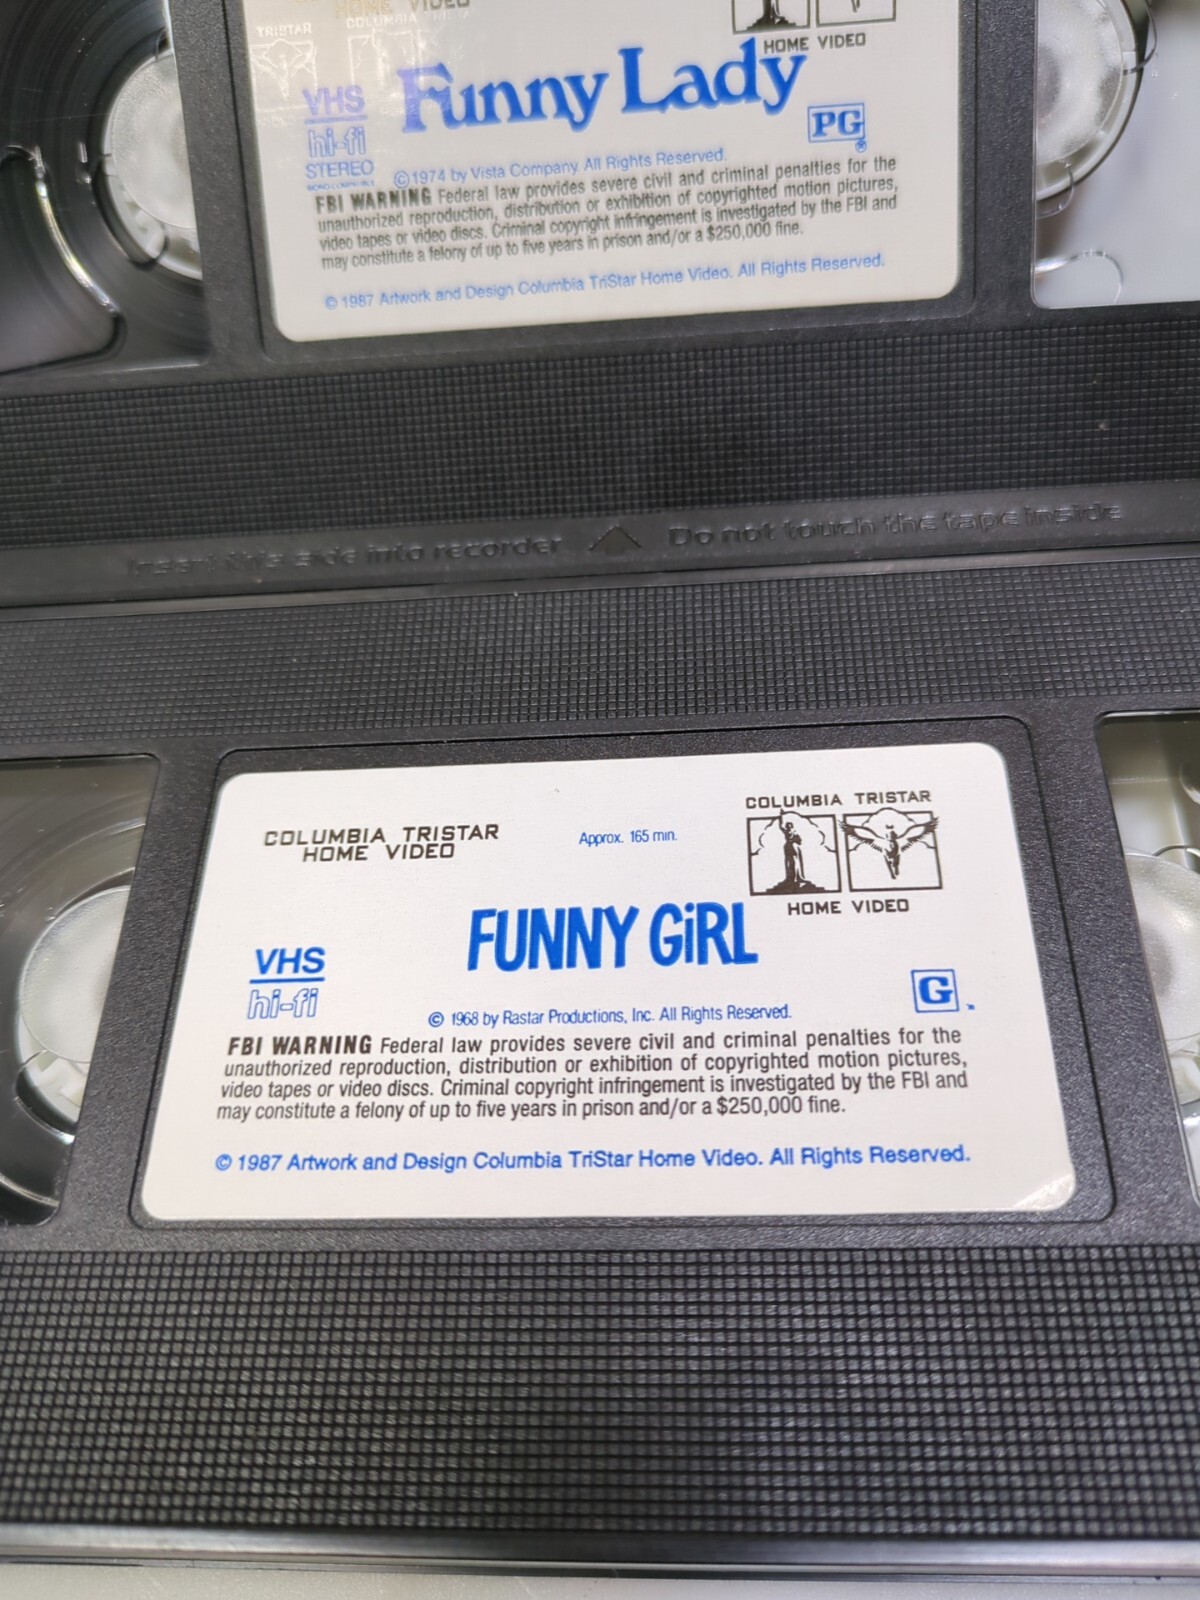 HOME VIDEO
TRISTAR
COLUMBIA TRISTAR
HOME VIDEO
Funny Lady
VHS
hi-fi
STEREO
PG
©1974 by Vista Company. All Rights Reserved.
FBI WARNING Federal law provides severe civil and criminal penalties for the
unauthorized reproduction, distribution or exhibition of copyrighted motion pictures,
video tapes or video discs. Criminal copyright infringement is investigated by the FBI and
may constitute a felony of up to five years in prison and/or a $250,000 fine.
© 1987 Artwork and Design Columbia TriStar Home Video. All Rights Reserved.
Insert this side into recorder Do not touch the tape inside
COLUMBIA TRISTAR
HOME VIDEO
Approx. 165 min.
COLUMBIA TRISTAR
HOME VIDEO
FUNNY GiRL
VHS
hi-fi
G
© 1968 by Rastar Productions, Inc. All Rights Reserved.
FBI WARNING Federal law provides severe civil and criminal penalties for the
unauthorized reproduction, distribution or exhibition of copyrighted motion pictures,
video tapes or video discs. Criminal copyright infringement is investigated by the FBI and
may constitute a felony of up to five years in prison and/or a $250,000 fine.
© 1987 Artwork and Design Columbia TriStar Home Video. All Rights Reserved.